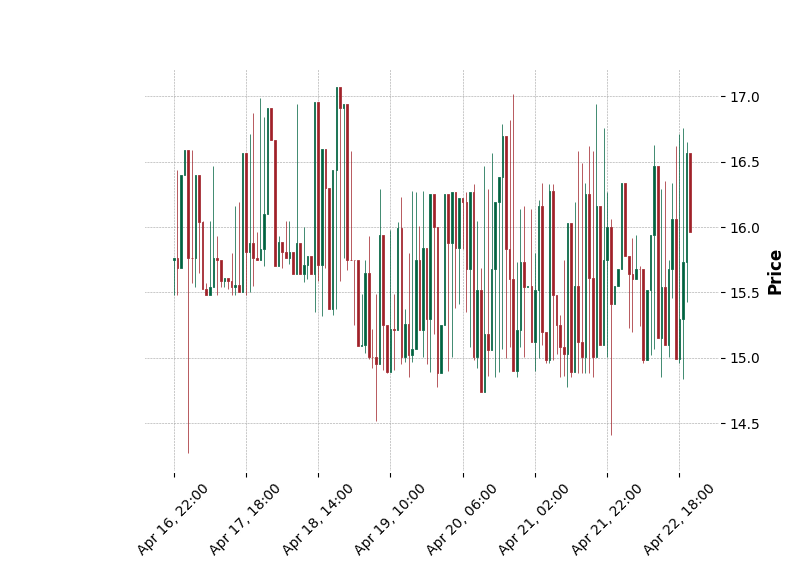 17.0
16.5
16.0
15.5
15.0
14.5
Price
Apr 16, 22:00
Apr 17, 18:00
Apr 18, 14:00
Apr 19, 10:00
Apr 20, 06:00
Apr 21, 02:00
Apr 21, 22:00
Apr 22, 18:00